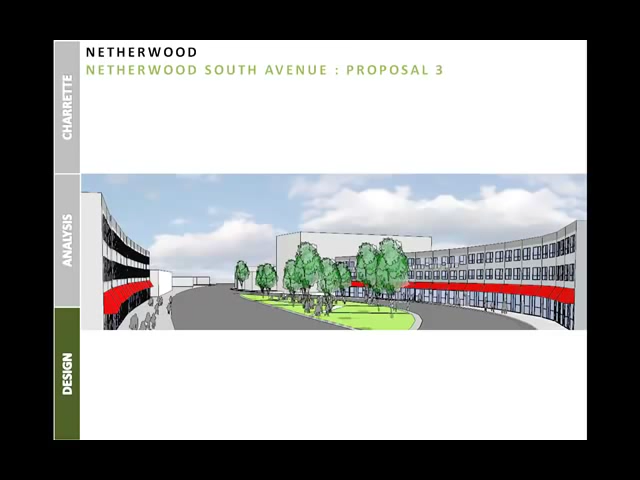 NETHERWOOD
NETHERWOOD SOUTH AVENUE : PROPOSAL 3
CHARRETTE
ANALYSIS
DESIGN